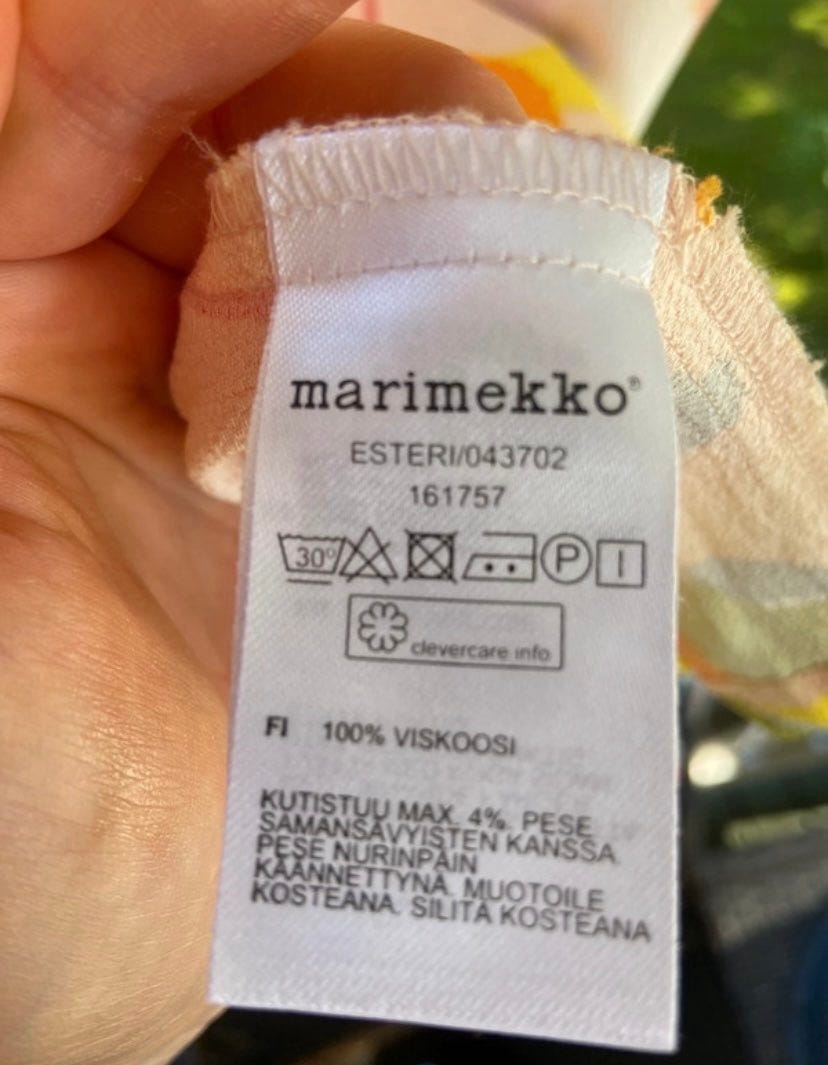 marimekko®
ESTERI/043702
161757
30° P
clevercare info
FI 100% VISKOOSI
KUTISTUU MAX. 4%. PESE
SAMANSÄVYISTEN KANSSA.
PESE NURINPÄIN
KÄÄNNETTYNÄ. MUOTOILE
KOSTEANA. SILITÄ KOSTEANA